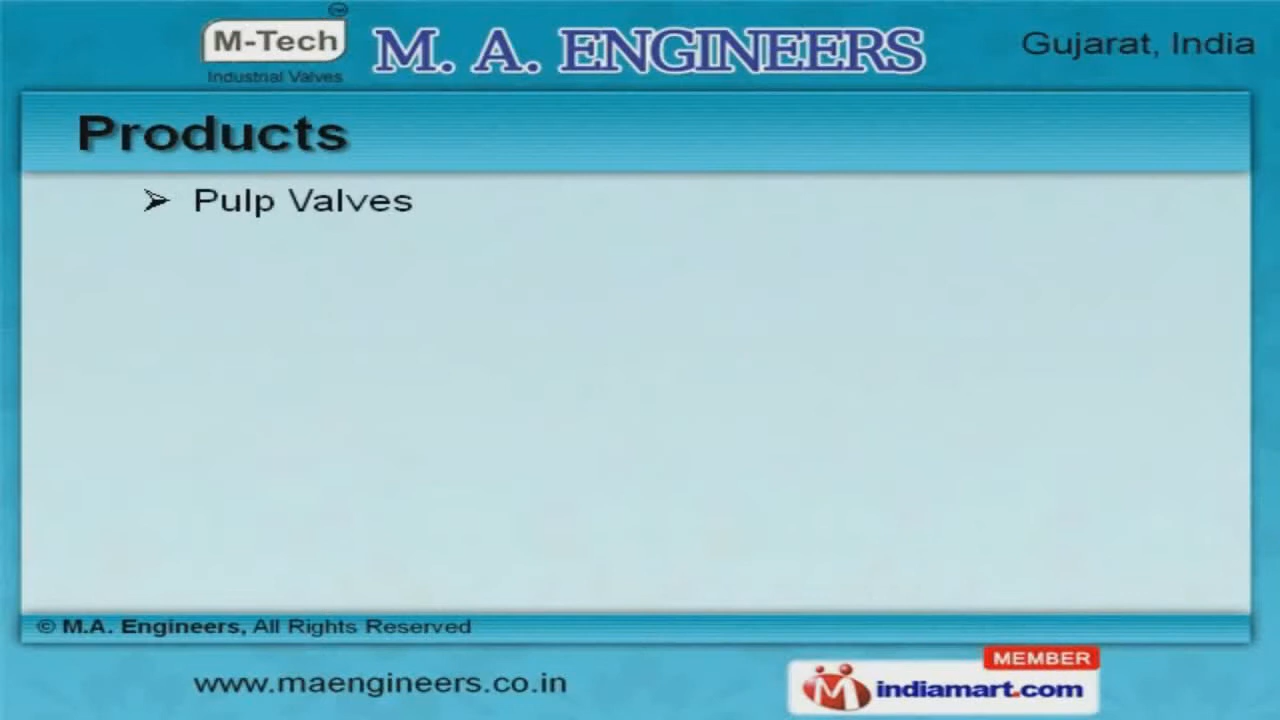 M-Tech
Industrial Valves
M. A. ENGINEERS
Gujarat, India
Products
➢ Pulp Valves
© M.A. Engineers, All Rights Reserved
www.maengineers.co.in
MEMBER
indiamart.com